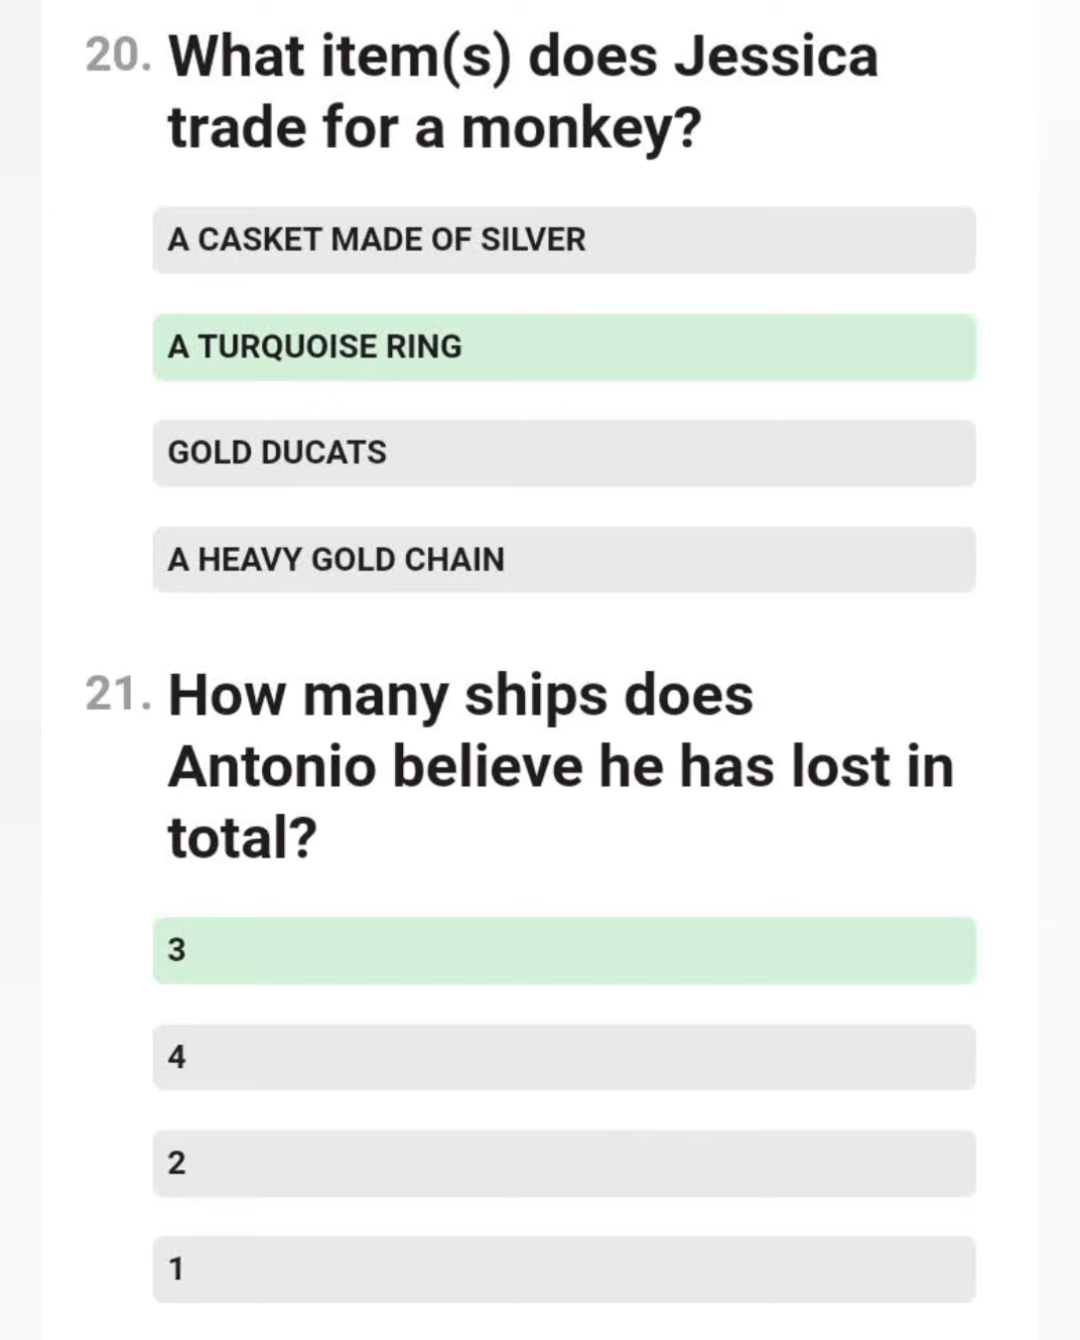 20. What item(s) does Jessica
trade for a monkey?
A CASKET MADE OF SILVER
A TURQUOISE RING
GOLD DUCATS
A HEAVY GOLD CHAIN
21. How many ships does
Antonio believe he has lost in
total?
3
4
2
1